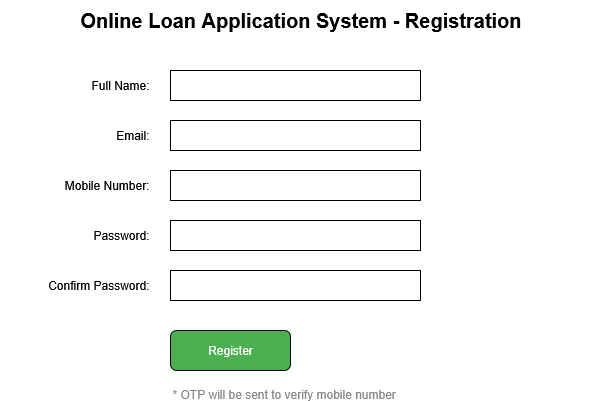 Online Loan Application System - Registration
Full Name:
Email:
Mobile Number:
Password:
Confirm Password:
Register
* OTP will be sent to verify mobile number